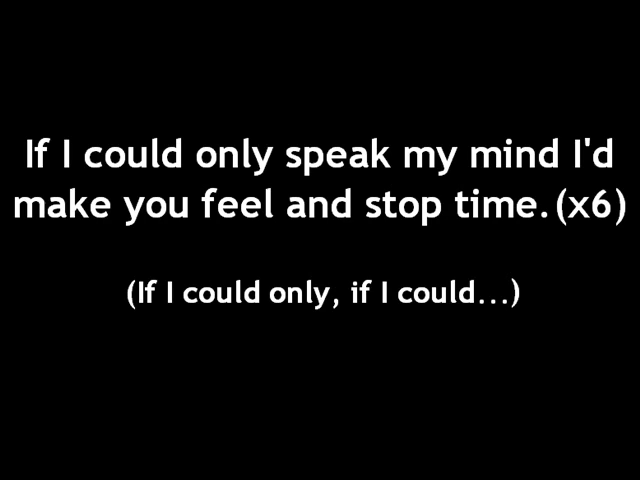 If I could only speak my mind I'd
make you feel and stop time.(x6)
(If I could only, if I could...)